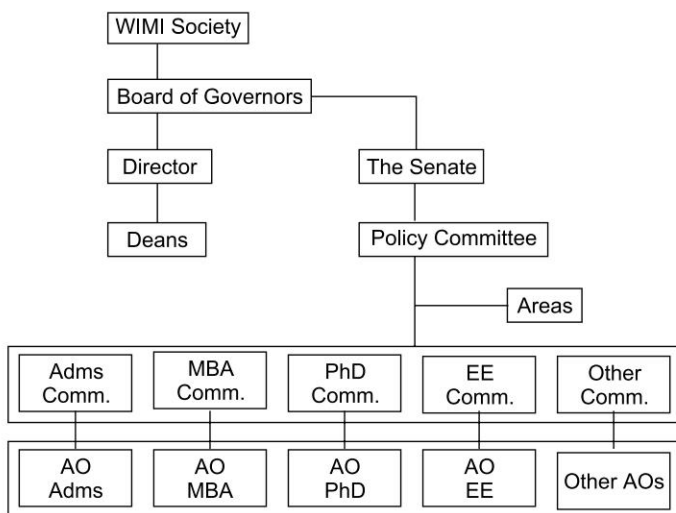 WIMI Society
Board of Governors
Director
The Senate
Deans
Policy Committee
Areas
Adms
Comm.
MBA
Comm.
PhD
Comm.
EE
Comm.
Other
Comm.
AO
Adms
AO
MBA
AO
PhD
AO
EE
Other AOs